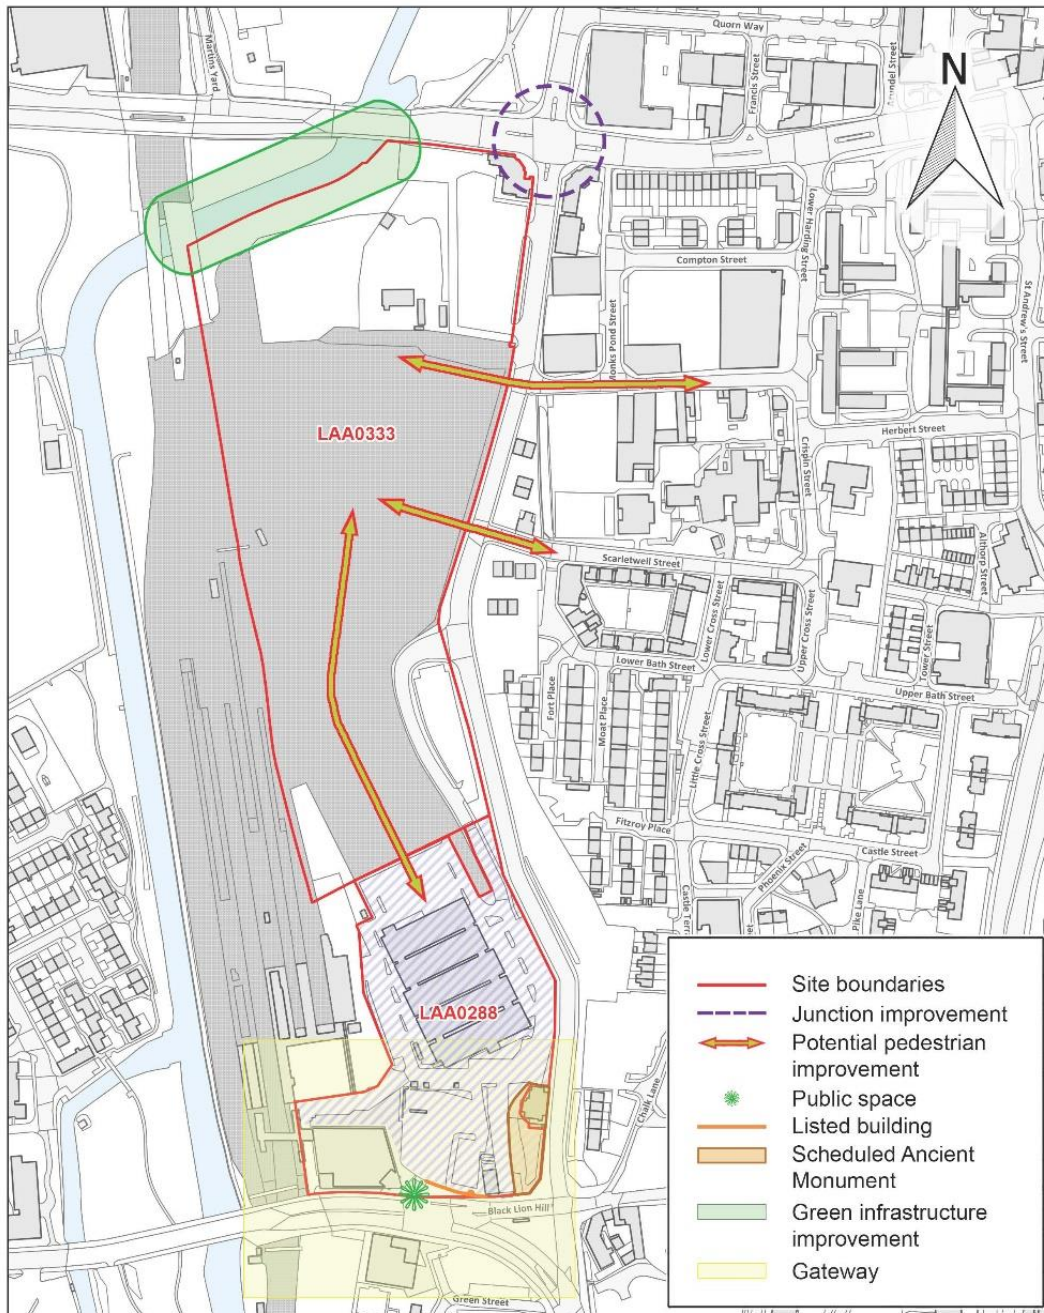 Quorn Way
Martins Yard
Francis Street
Arundel Street
N
Lower Harding Street
Compton Street
St Andrew's Street
Monks Pond Street
LAA0333
Herbert Street
Crispin Street
Scarletwell Street
Althorp Street
Lower Cross Street
Upper Cross Street
Tower Street
Lower Bath Street
Upper Bath Street
Fort Place
Moat Place
Little Cross Street
Fitzroy Place
Castle Street
Phoenix Street
Pike Lane
Castle
LAA0288
Chalk Lane
Black Lion Hill
Green Street
Site boundaries
Junction improvement
Potential pedestrian
improvement
Public space
Listed building
Scheduled Ancient
Monument
Green infrastructure
improvement
Gateway